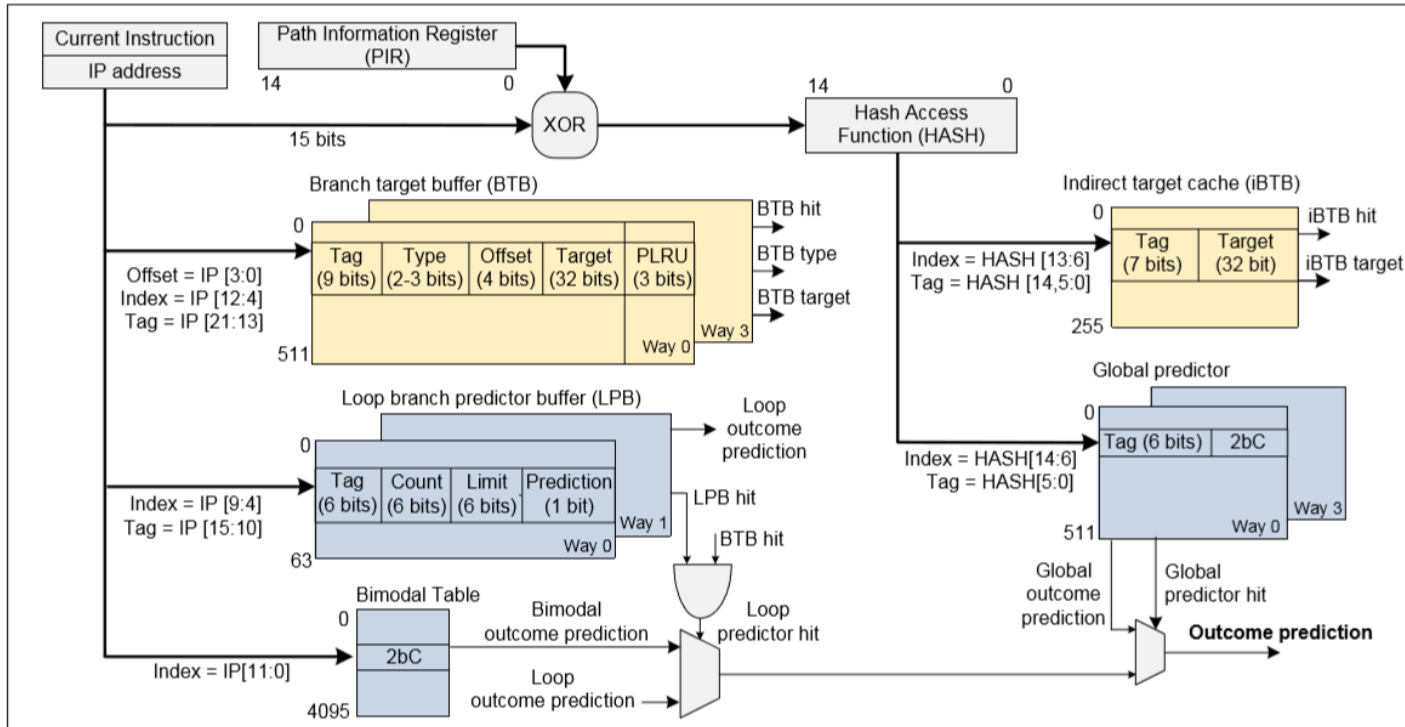 Current Instruction
IP address
Path Information Register
(PIR)
14
0
XOR
15 bits
14
0
Hash Access
Function (HASH)
Branch target buffer (BTB)
0
Tag
(9 bits)
Type
(2-3 bits)
Offset
(4 bits)
Target
(32 bits)
PLRU
(3 bits)
Way 3
Way 0
511
Offset = IP [3:0]
Index = IP [12:4]
Tag = IP [21:13]
BTB hit
BTB type
BTB target
Indirect target cache (iBTB)
0
Tag
(7 bits)
Target
(32 bit)
255
Index = HASH [13:6]
Tag = HASH [14,5:0]
iBTB hit
iBTB target
Loop branch predictor buffer (LPB)
0
Tag
(6 bits)
Count
(6 bits)
Limit
(6 bits)
Prediction
(1 bit)
Way 1
Way 0
63
Index = IP [9:4]
Tag = IP [15:10]
Loop
outcome
prediction
LPB hit
BTB hit
Global predictor
0
Tag (6 bits)
2bC
Way 3
Way 0
511
Index = HASH[14:6]
Tag = HASH[5:0]
Global
outcome
prediction
Global
predictor hit
Bimodal Table
0
2bC
4095
Index = IP[11:0]
Bimodal
outcome prediction
Loop
predictor hit
Loop
outcome prediction
Outcome prediction